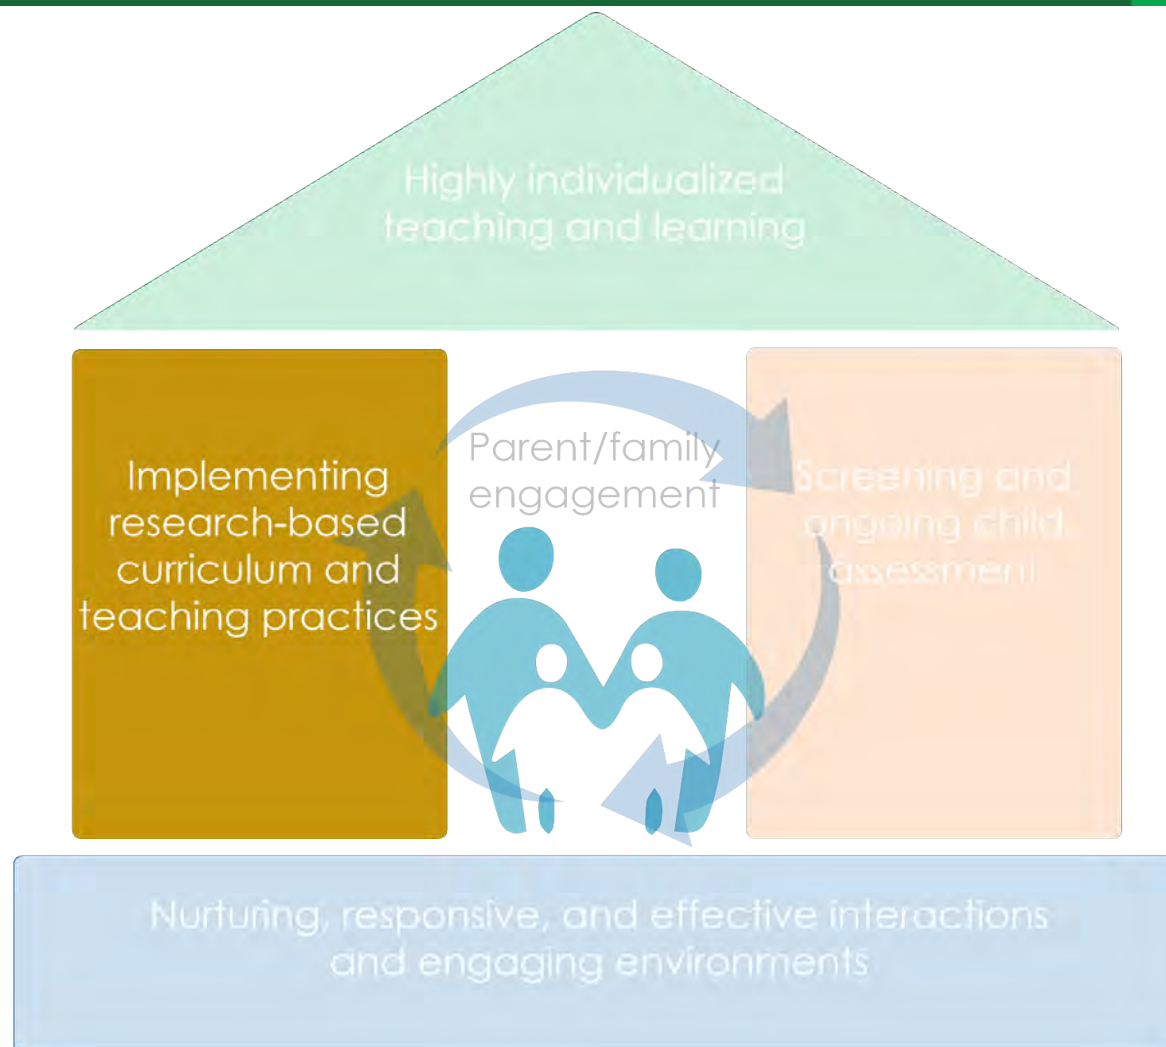 Highly individualized
teaching and learning
Parent/family
engagement
Implementing
research-based
curriculum and
teaching practices
Screening and
ongoing child
assessment
Nurturing, responsive, and effective interactions
and engaging environments